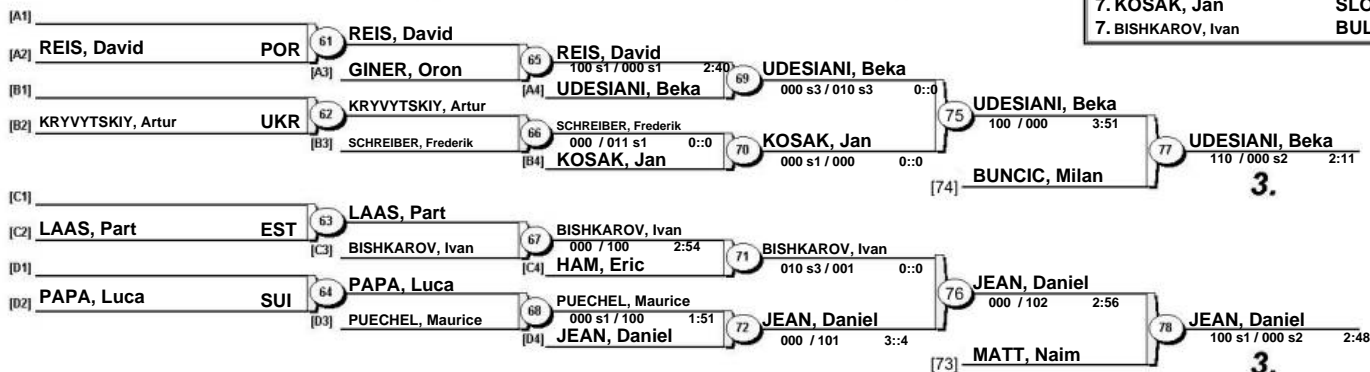 7. KOSAK, Jan SLO
7. BISHKAROV, Ivan BUL
[A1]
[A2] REIS, David POR
61
REIS, David
[A3] GINER, Oron
65
REIS, David
100 s1 / 000 s1 2:40
[A4] UDESIANI, Beka
69
UDESIANI, Beka
000 s3 / 010 s3 0::0
[B1]
[B2] KRYVYTSKIY, Artur UKR
62
KRYVYTSKIY, Artur
[B3] SCHREIBER, Frederik
66
SCHREIBER, Frederik
000 / 011 s1 0::0
[B4] KOSAK, Jan
70
KOSAK, Jan
000 s1 / 000 0::0
75
UDESIANI, Beka
100 / 000 3:51
[74] BUNCIC, Milan
77
UDESIANI, Beka
110 / 000 s2 2:11
3.
[C1]
[C2] LAAS, Part EST
63
LAAS, Part
[C3] BISHKAROV, Ivan
67
BISHKAROV, Ivan
000 / 100 2:54
[C4] HAM, Eric
71
BISHKAROV, Ivan
010 s3 / 001 0::0
[D1]
[D2] PAPA, Luca SUI
64
PAPA, Luca
[D3] PUECHEL, Maurice
68
PUECHEL, Maurice
000 s1 / 100 1:51
[D4] JEAN, Daniel
72
JEAN, Daniel
000 / 101 3::4
76
JEAN, Daniel
000 / 102 2:56
[73] MATT, Naim
78
JEAN, Daniel
100 s1 / 000 s2 2:48
3.